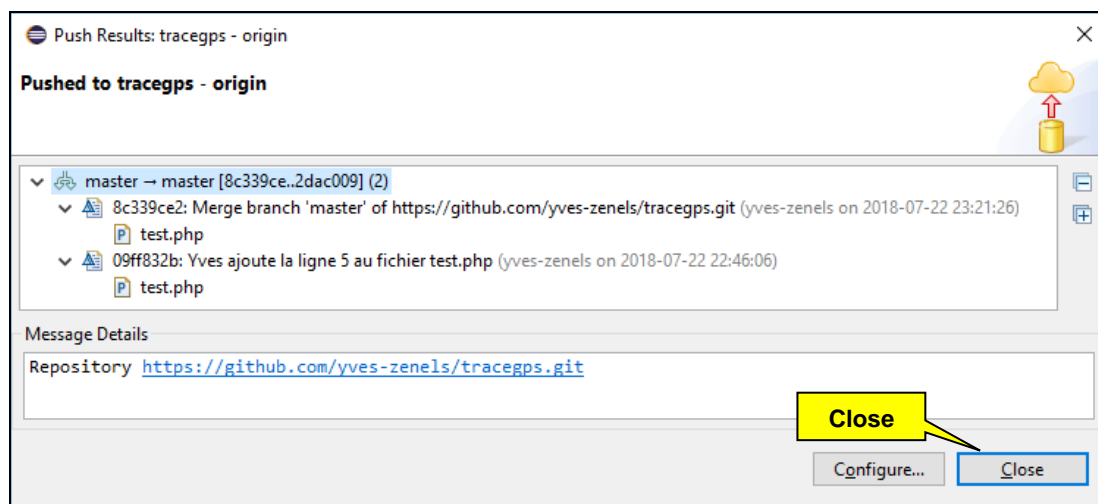 Push Results: tracegps - origin
Pushed to tracegps - origin
master → master [8c339ce..2dac009] (2)
8c339ce2: Merge branch 'master' of https://github.com/yves-zenels/tracegps.git (yves-zenels on 2018-07-22 23:21:26)
test.php
09ff832b: Yves ajoute la ligne 5 au fichier test.php (yves-zenels on 2018-07-22 22:46:06)
test.php
Message Details
Repository https://github.com/yves-zenels/tracegps.git
Close
Configure...
Close